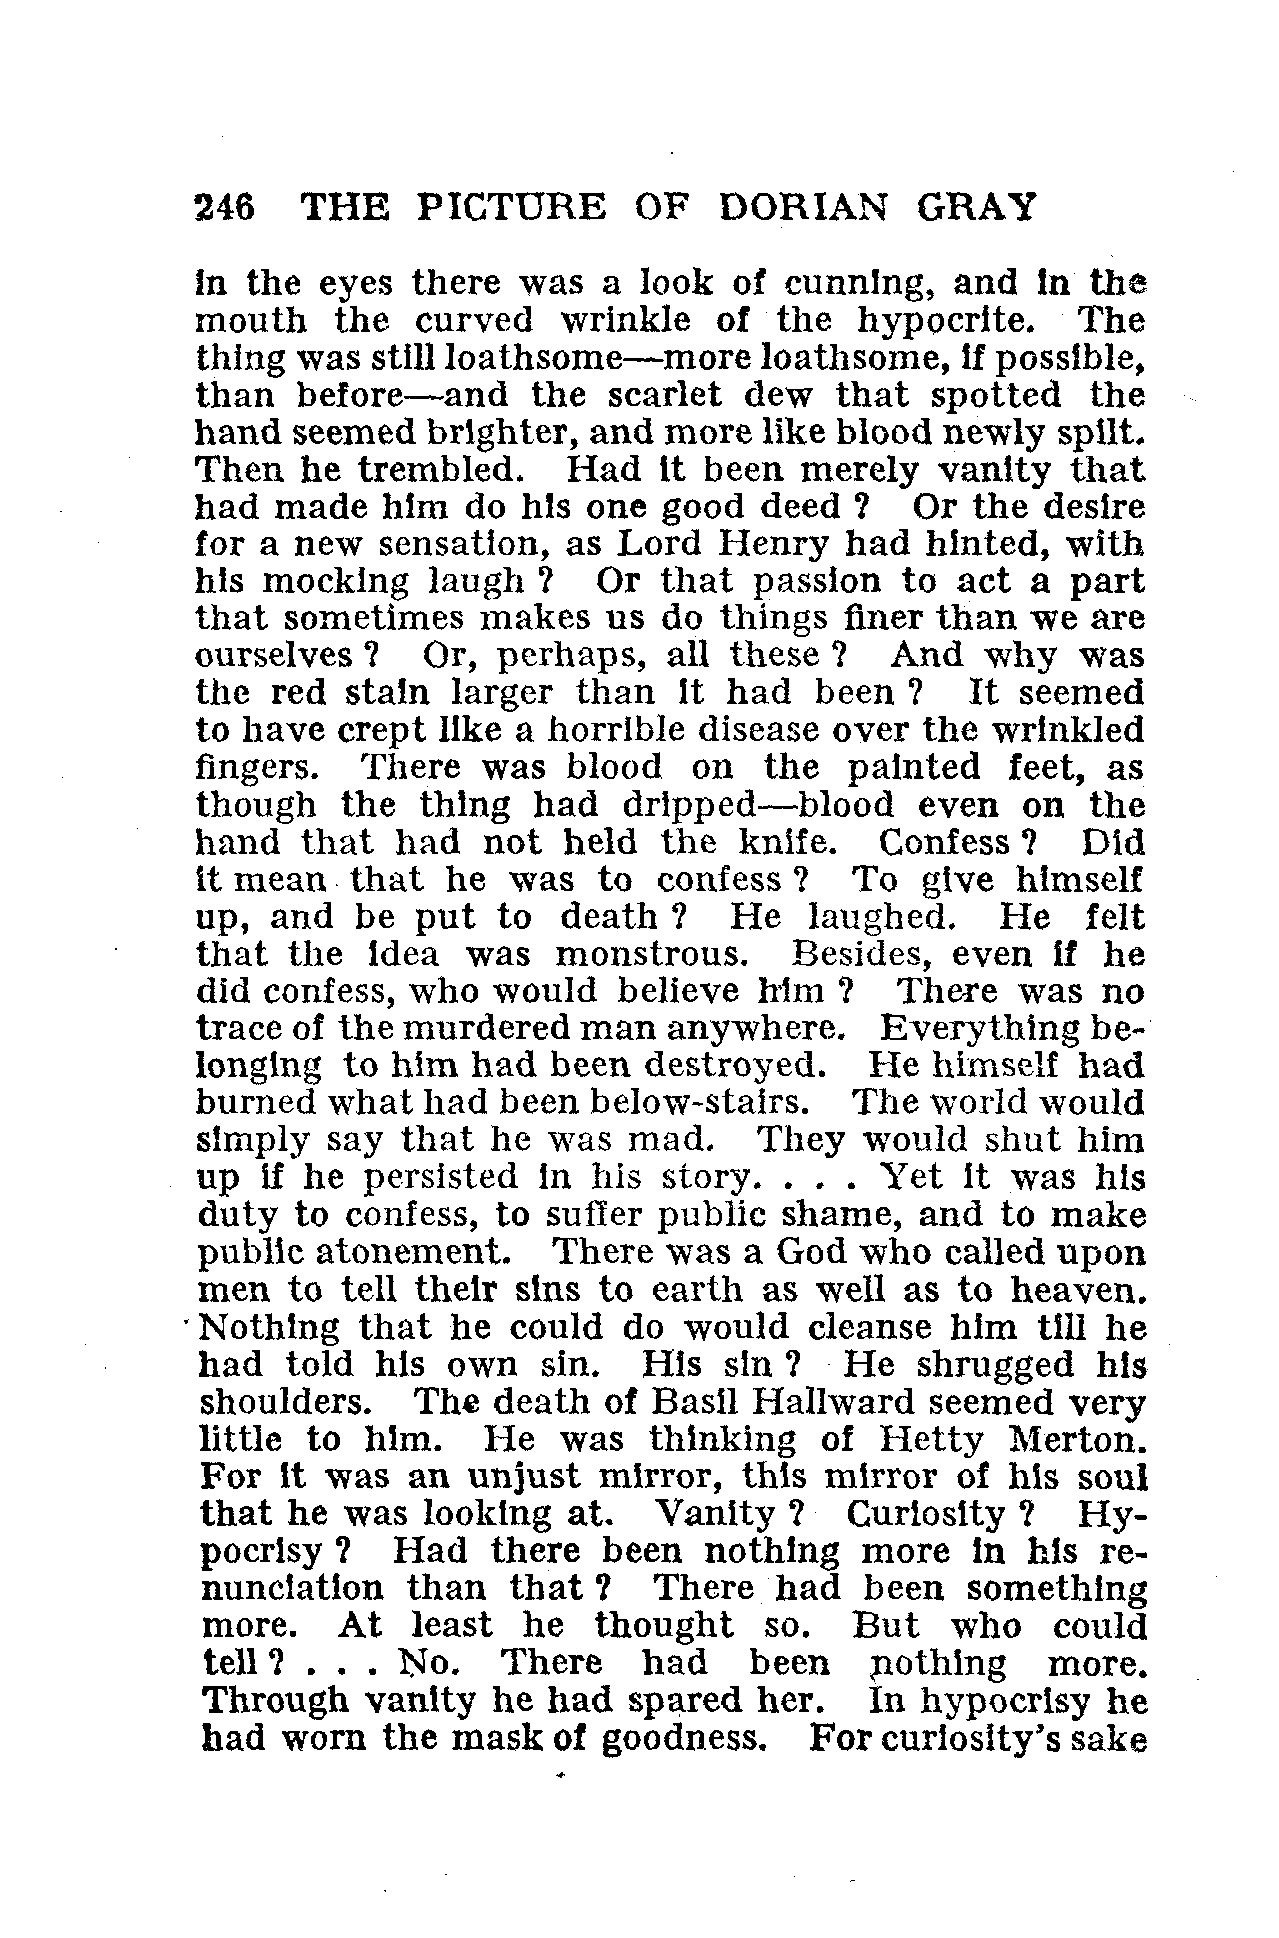 246 THE PICTURE OF DORIAN GRAY
in the eyes there was a look of cunning, and in the
mouth the curved wrinkle of the hypocrite. The
thing was still loathsome—more loathsome, if possible,
than before—and the scarlet dew that spotted the
hand seemed brighter, and more like blood newly spilt.
Then he trembled. Had it been merely vanity that
had made him do his one good deed ? Or the desire
for a new sensation, as Lord Henry had hinted, with
his mocking laugh ? Or that passion to act a part
that sometimes makes us do things finer than we are
ourselves ? Or, perhaps, all these ? And why was
the red stain larger than it had been ? It seemed
to have crept like a horrible disease over the wrinkled
fingers. There was blood on the painted feet, as
though the thing had dripped—blood even on the
hand that had not held the knife. Confess ? Did
it mean that he was to confess ? To give himself
up, and be put to death ? He laughed. He felt
that the idea was monstrous. Besides, even if he
did confess, who would believe him ? There was no
trace of the murdered man anywhere. Everything be-
longing to him had been destroyed. He himself had
burned what had been below-stairs. The world would
simply say that he was mad. They would shut him
up if he persisted in his story. . . . Yet it was his
duty to confess, to suffer public shame, and to make
public atonement. There was a God who called upon
men to tell their sins to earth as well as to heaven.
Nothing that he could do would cleanse him till he
had told his own sin. His sin ? He shrugged his
shoulders. The death of Basil Hallward seemed very
little to him. He was thinking of Hetty Merton.
For it was an unjust mirror, this mirror of his soul
that he was looking at. Vanity ? Curiosity ? Hy-
pocrisy ? Had there been nothing more in his re-
nunciation than that ? There had been something
more. At least he thought so. But who could
tell ? . . . No. There had been nothing more.
Through vanity he had spared her. In hypocrisy he
had worn the mask of goodness. For curiosity's sake